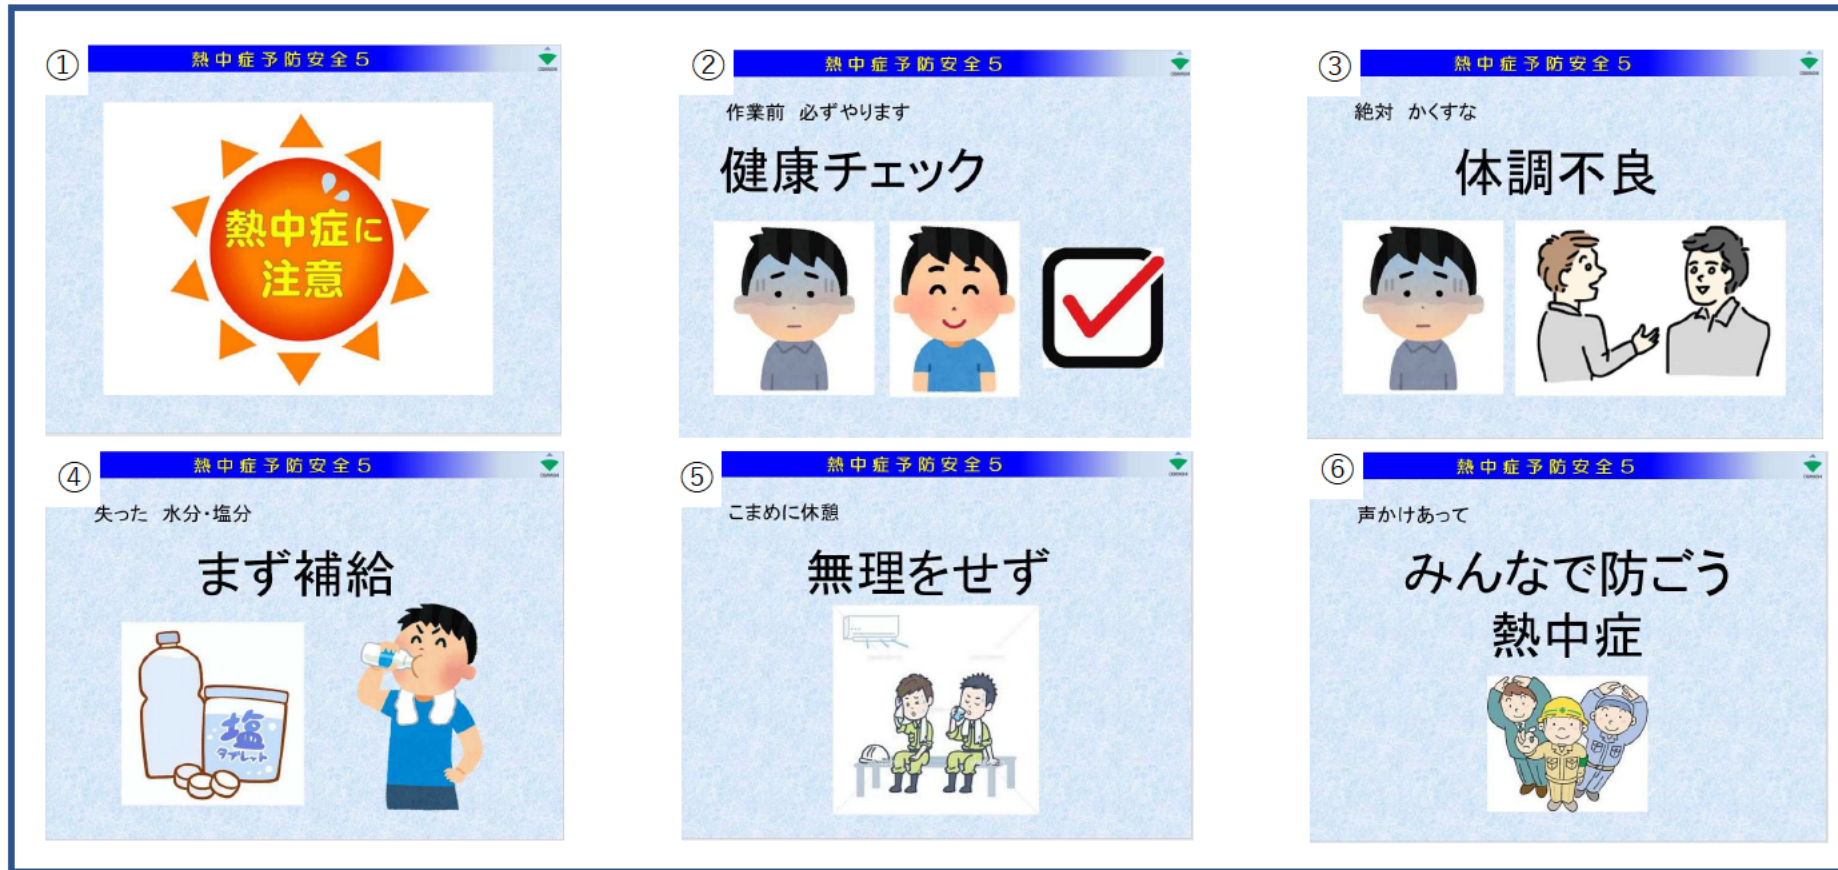 ①
熱中症予防安全5
熱中症に
注意
②
熱中症予防安全5
作業前 必ずやります
健康チェック
③
熱中症予防安全5
絶対 かくすな
体調不良
④
熱中症予防安全5
失った 水分・塩分
まず補給
塩
タブレット
⑤
熱中症予防安全5
こまめに休憩
無理をせず
⑥
熱中症予防安全5
声かけあって
みんなで防ごう
熱中症